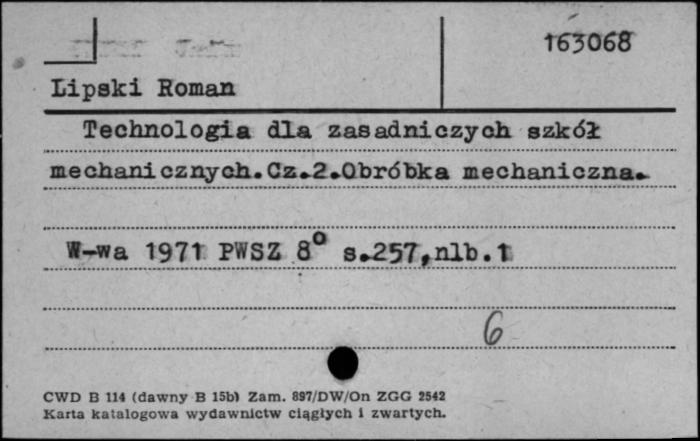 163068
Lipski Roman
Technologia dla zasadniczych szkół
mechanicznych.Cz.2.Obróbka mechaniczna.
W-wa 1971 PWSZ 8° s.257,nlb.1
6
CWD B 114 (dawny B 15b) Zam. 897/DW/On ZGG 2542
Karta katalogowa wydawnictw ciągłych i zwartych.